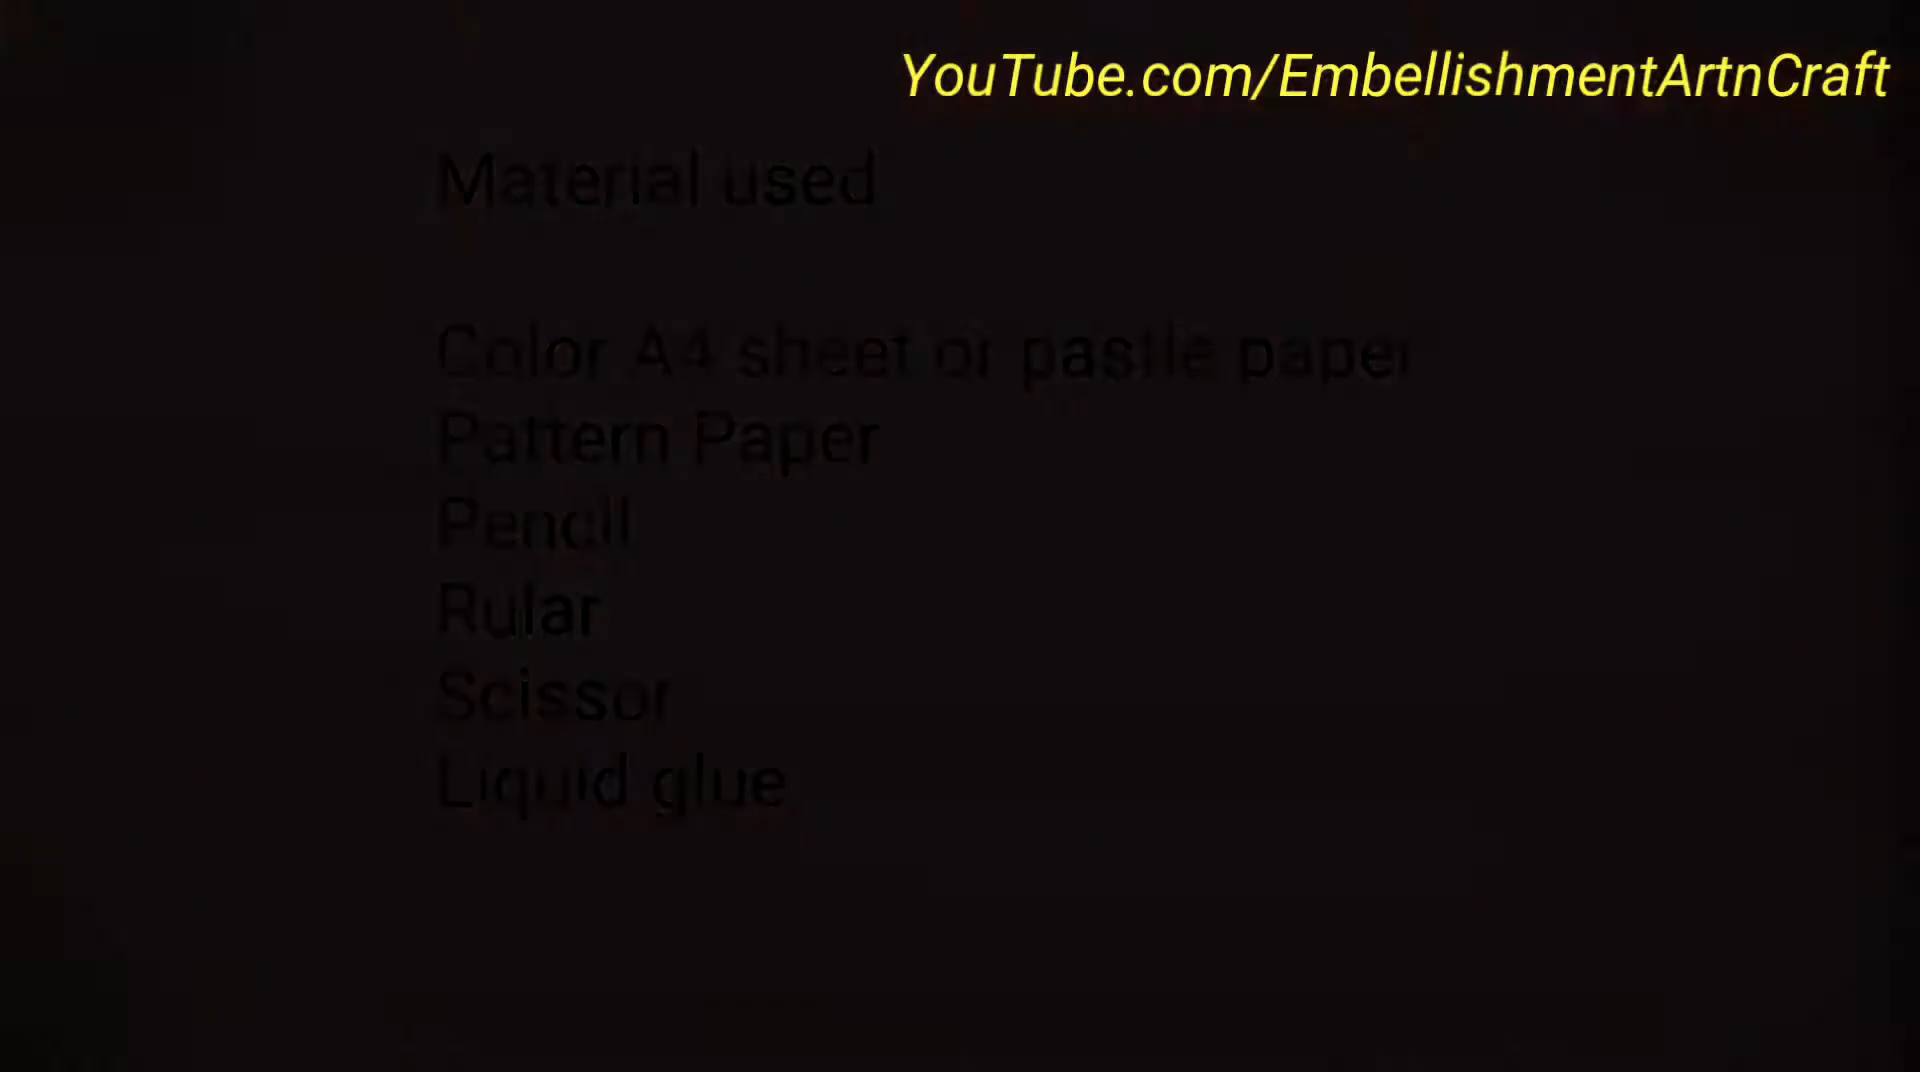 YouTube.com/EmbellishmentArtnCraft
Material used
Color A4 sheet or pastle paper
Pattern Paper
Pencil
Rular
Scissor
Liquid glue